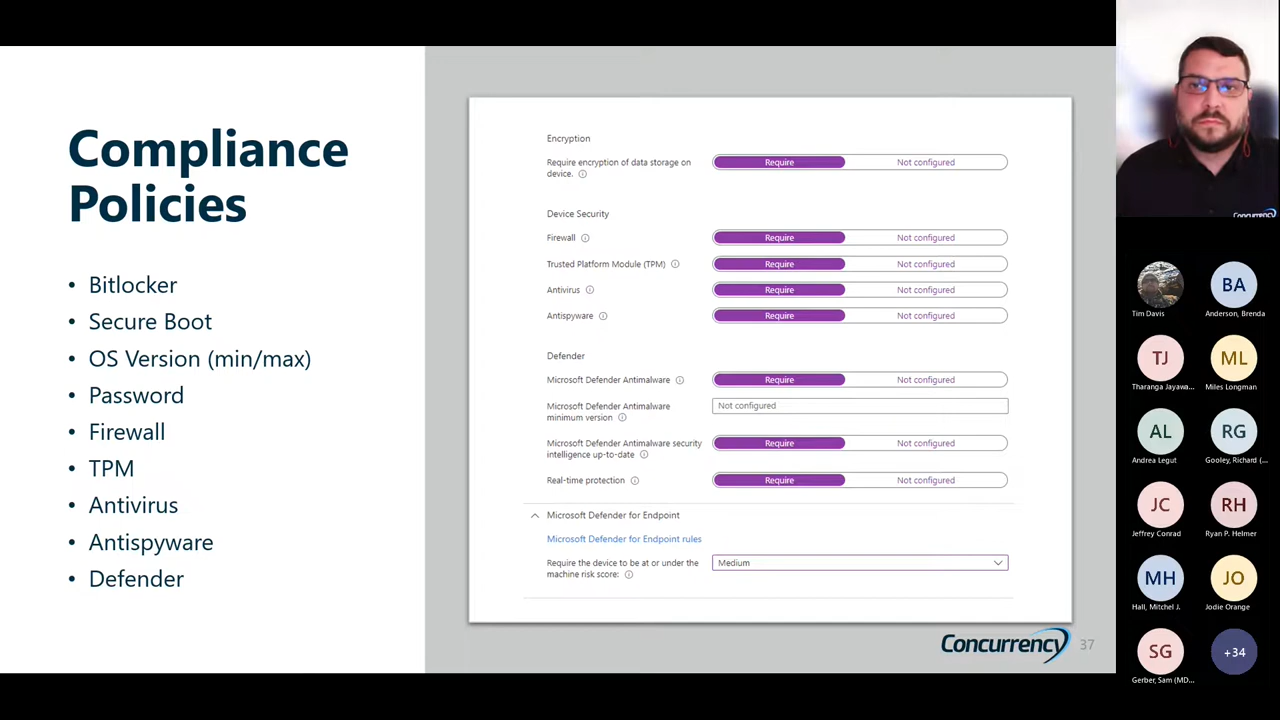 Compliance
Policies
• Bitlocker
• Secure Boot
• OS Version (min/max)
• Password
• Firewall
• TPM
• Antivirus
• Antispyware
• Defender
Encryption
Require encryption of data storage on
device.
Require
Not configured
Device Security
Firewall
Require
Not configured
Trusted Platform Module (TPM)
Require
Not configured
Antivirus
Require
Not configured
Antispyware
Require
Not configured
Defender
Microsoft Defender Antimalware
Require
Not configured
Microsoft Defender Antimalware
minimum version
Not configured
Microsoft Defender Antimalware security
intelligence up-to-date
Require
Not configured
Real-time protection
Require
Not configured
Microsoft Defender for Endpoint
Microsoft Defender for Endpoint rules
Require the device to be at or under the
machine risk score:
Medium
Concurrency
37
Concurrency
Tim Davis
BA
Anderson, Brenda
TJ
Tharanga Jayawa...
ML
Miles Longman
AL
Andrea Legut
RG
Gooley, Richard (...
JC
Jeffrey Conrad
RH
Ryan P. Helmer
MH
Hall, Mitchel J.
JO
Jodie Orange
SG
Gerber, Sam (MD...
+34